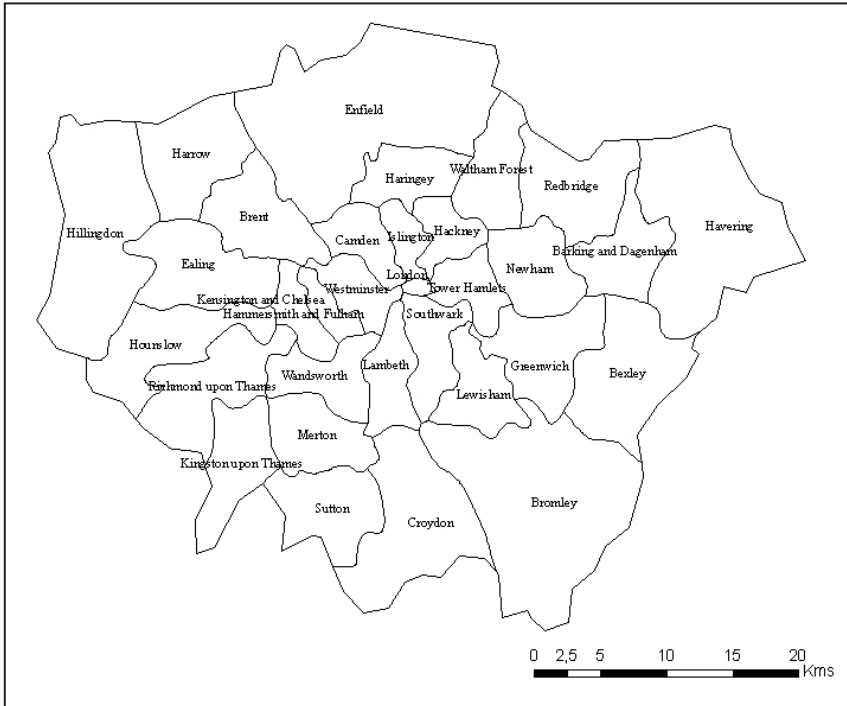 Enfield
Harrow
Haringey
Waltham Forest
Redbridge
Brent
Hillingdon
Camden
Islington
Hackney
Havering
Ealing
Newham
Barking and Dagenham
London
Westminster
Tower Hamlets
Kensington and Chelsea
Hammersmith and Fulham
Southwark
Hounslow
Richmond upon Thames
Wandsworth
Lambeth
Greenwich
Bexley
Lewisham
Merton
Kingston upon Thames
Sutton
Croydon
Bromley
0 2,5 5 10 15 20
Kms